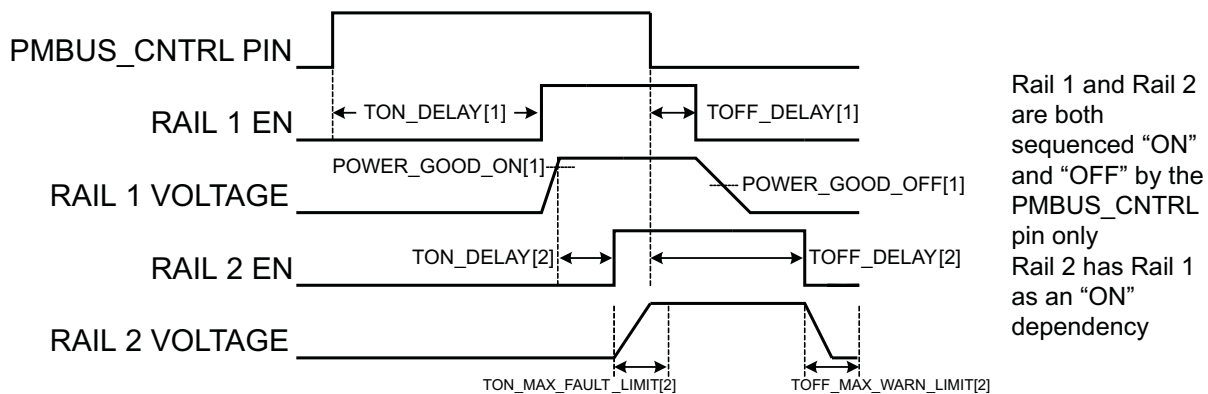 PMBUS_CNTRL PIN
RAIL 1 EN
TON_DELAY[1]
TOFF_DELAY[1]
RAIL 1 VOLTAGE
POWER_GOOD_ON[1]
POWER_GOOD_OFF[1]
RAIL 2 EN
TON_DELAY[2]
TOFF_DELAY[2]
RAIL 2 VOLTAGE
TON_MAX_FAULT_LIMIT[2]
TOFF_MAX_WARN_LIMIT[2]
Rail 1 and Rail 2
are both
sequenced “ON”
and “OFF” by the
PMBUS_CNTRL
pin only
Rail 2 has Rail 1
as an “ON”
dependency